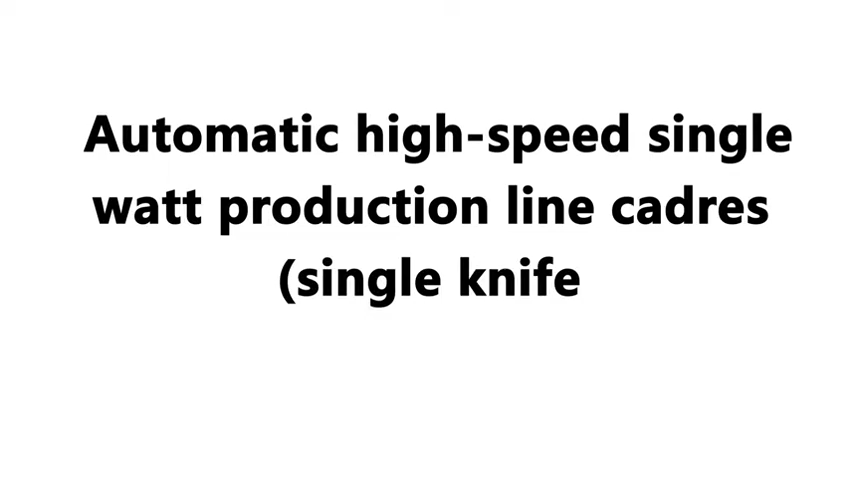 Automatic high-speed single
watt production line cadres
(single knife